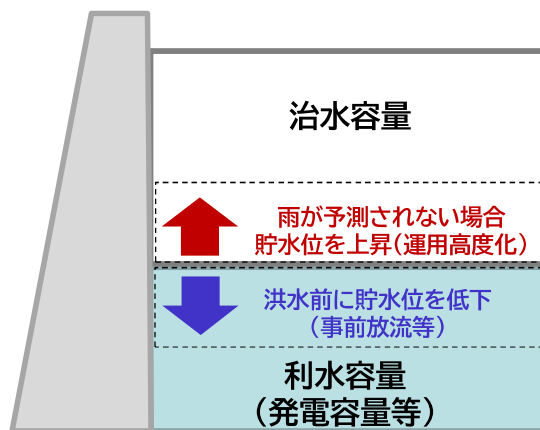 治水容量
雨が予測されない場合
貯水位を上昇（運用高度化）
洪水前に貯水位を低下
（事前放流等）
利水容量
（発電容量等）